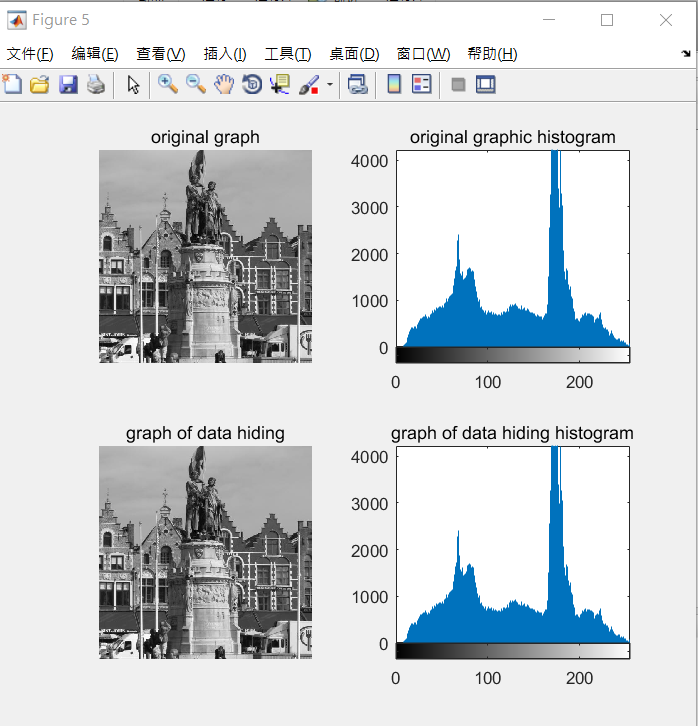 Figure 5
文件(F) 编辑(E) 查看(V) 插入(I) 工具(T) 桌面(D) 窗口(W) 帮助(H)
original graph
original graphic histogram
4000
3000
2000
1000
0
0 100 200
graph of data hiding
graph of data hiding histogram
4000
3000
2000
1000
0
0 100 200